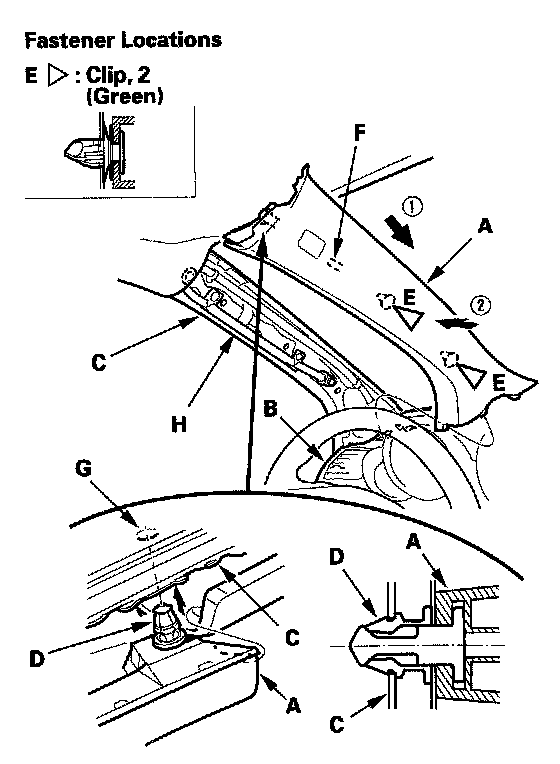 Fastener Locations
E ▷ : Clip, 2
(Green)
F
①
A
E
②
E
C
H
B
G
D
C
A
D
A
C